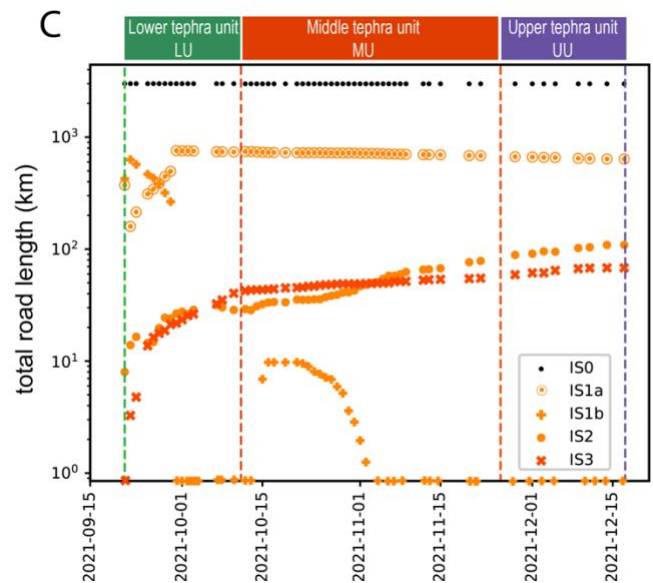 C
Lower tephra unit
LU
Middle tephra unit
MU
Upper tephra unit
UU
total road length (km)
10³
10²
10¹
10⁰
IS0
IS1a
IS1b
IS2
IS3
2021-09-15
2021-10-01
2021-10-15
2021-11-01
2021-11-15
2021-12-01
2021-12-15